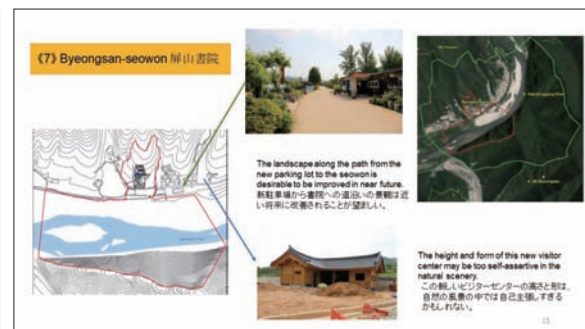 《7》Byeongsan-seowon 屏山書院
The landscape along the path from the
new parking lot to the seowon is
desirable to be improved in near future.
新駐車場から書院への道沿いの景観は近
い将来に改善されることが望ましい。
The height and form of this new visitor
center may be too self-assertive in the
natural scenery.
この新しいビジターセンターの高さと形は、
自然の風景の中では自己主張しすぎる
かもしれない。
15